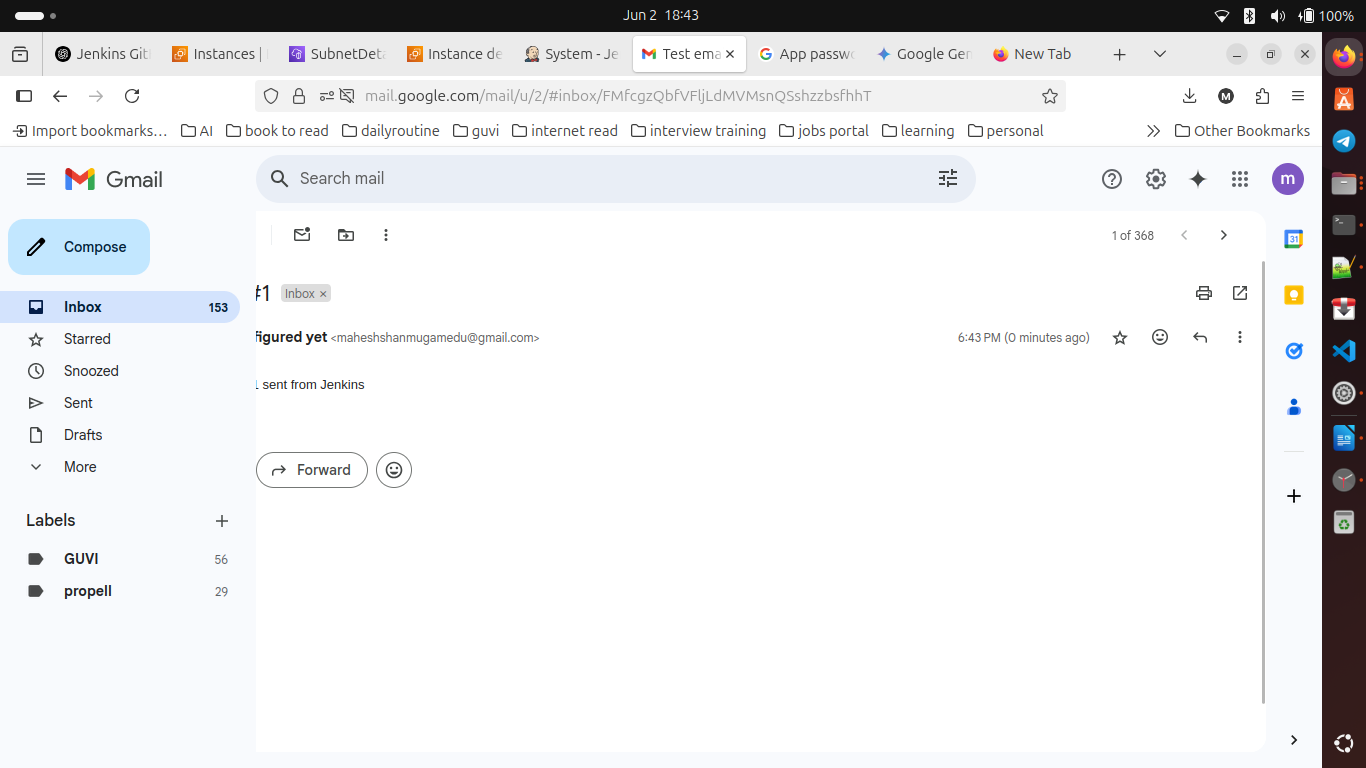 Jun 2 18:43
100%
Jenkins Git
Instances |
SubnetDeta
Instance de
System - Je
Test ema
App passwo
Google Gen
New Tab
mail.google.com/mail/u/2/#inbox/FMfcgzQbfVFljLdMVMsnQSshzzbsfhhT
M
Import bookmarks...
AI
book to read
dailyroutine
guvi
internet read
interview training
jobs portal
learning
personal
Other Bookmarks
Gmail
Search mail
m
Compose
1 of 368
31
#1
Inbox ×
Inbox 153
figured yet <maheshshanmugamedu@gmail.com>
6:43 PM (0 minutes ago)
Starred
Snoozed
1 sent from Jenkins
Sent
Drafts
More
Forward
Labels
GUVI 56
propell 29